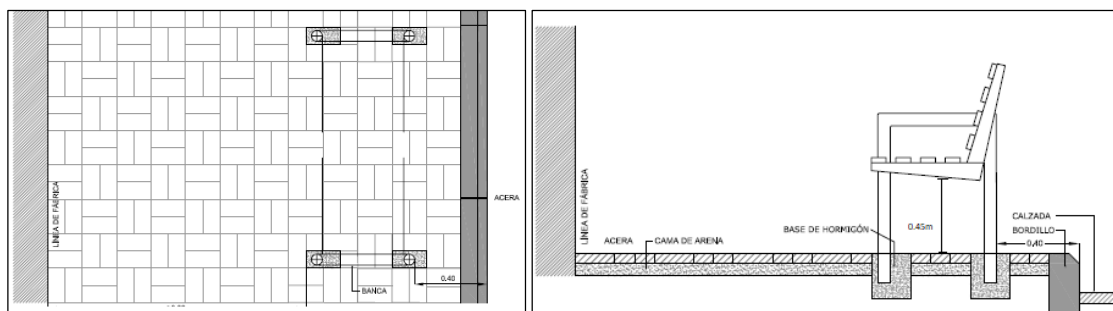 LÍNEA DE FÁBRICA
ACERA
0.40
BANCA
LÍNEA DE FÁBRICA
ACERA
CAMA DE ARENA
BASE DE HORMIGÓN
0.45m
CALZADA
BORDILLO
0.40